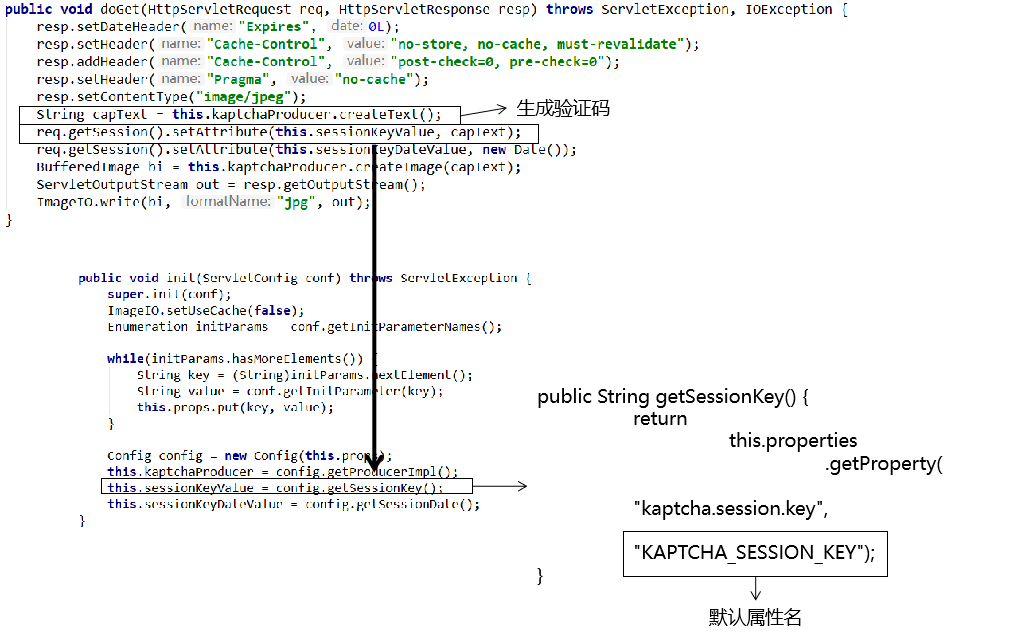 public void doGet(HttpServletRequest req, HttpServletResponse resp) throws ServletException, IOException {
resp.setDateHeader( name: "Expires", date: 0L);
resp.setHeader( name: "Cache-Control", value: "no-store, no-cache, must-revalidate");
resp.addHeader( name: "Cache-Control", value: "post-check=0, pre-check=0");
resp.setHeader( name: "Pragma", value: "no-cache");
resp.setContentType("image/jpeg");
String capText = this.kaptchaProducer.createText();
生成验证码
req.getSession().setAttribute(this.sessionKeyValue, capText);
req.getSession().setAttribute(this.sessionKeyDateValue, new Date());
BufferedImage bi = this.kaptchaProducer.createImage(capText);
ServletOutputStream out = resp.getOutputStream();
ImageIO.write(bi, formatName: "jpg", out);
}
public void init(ServletConfig conf) throws ServletException {
super.init(conf);
ImageIO.setUseCache(false);
Enumeration initParams = conf.getInitParameterNames();
while(initParams.hasMoreElements()) {
String key = (String)initParams.nextElement();
String value = conf.getInitParameter(key);
this.props.put(key, value);
}
Config config = new Config(this.props);
this.kaptchaProducer = config.getProducerImpl();
this.sessionKeyValue = config.getSessionKey();
this.sessionKeyDateValue = config.getSessionDate();
}
public String getSessionKey() {
return
this.properties
.getProperty(
"kaptcha.session.key",
"KAPTCHA_SESSION_KEY");
}
默认属性名